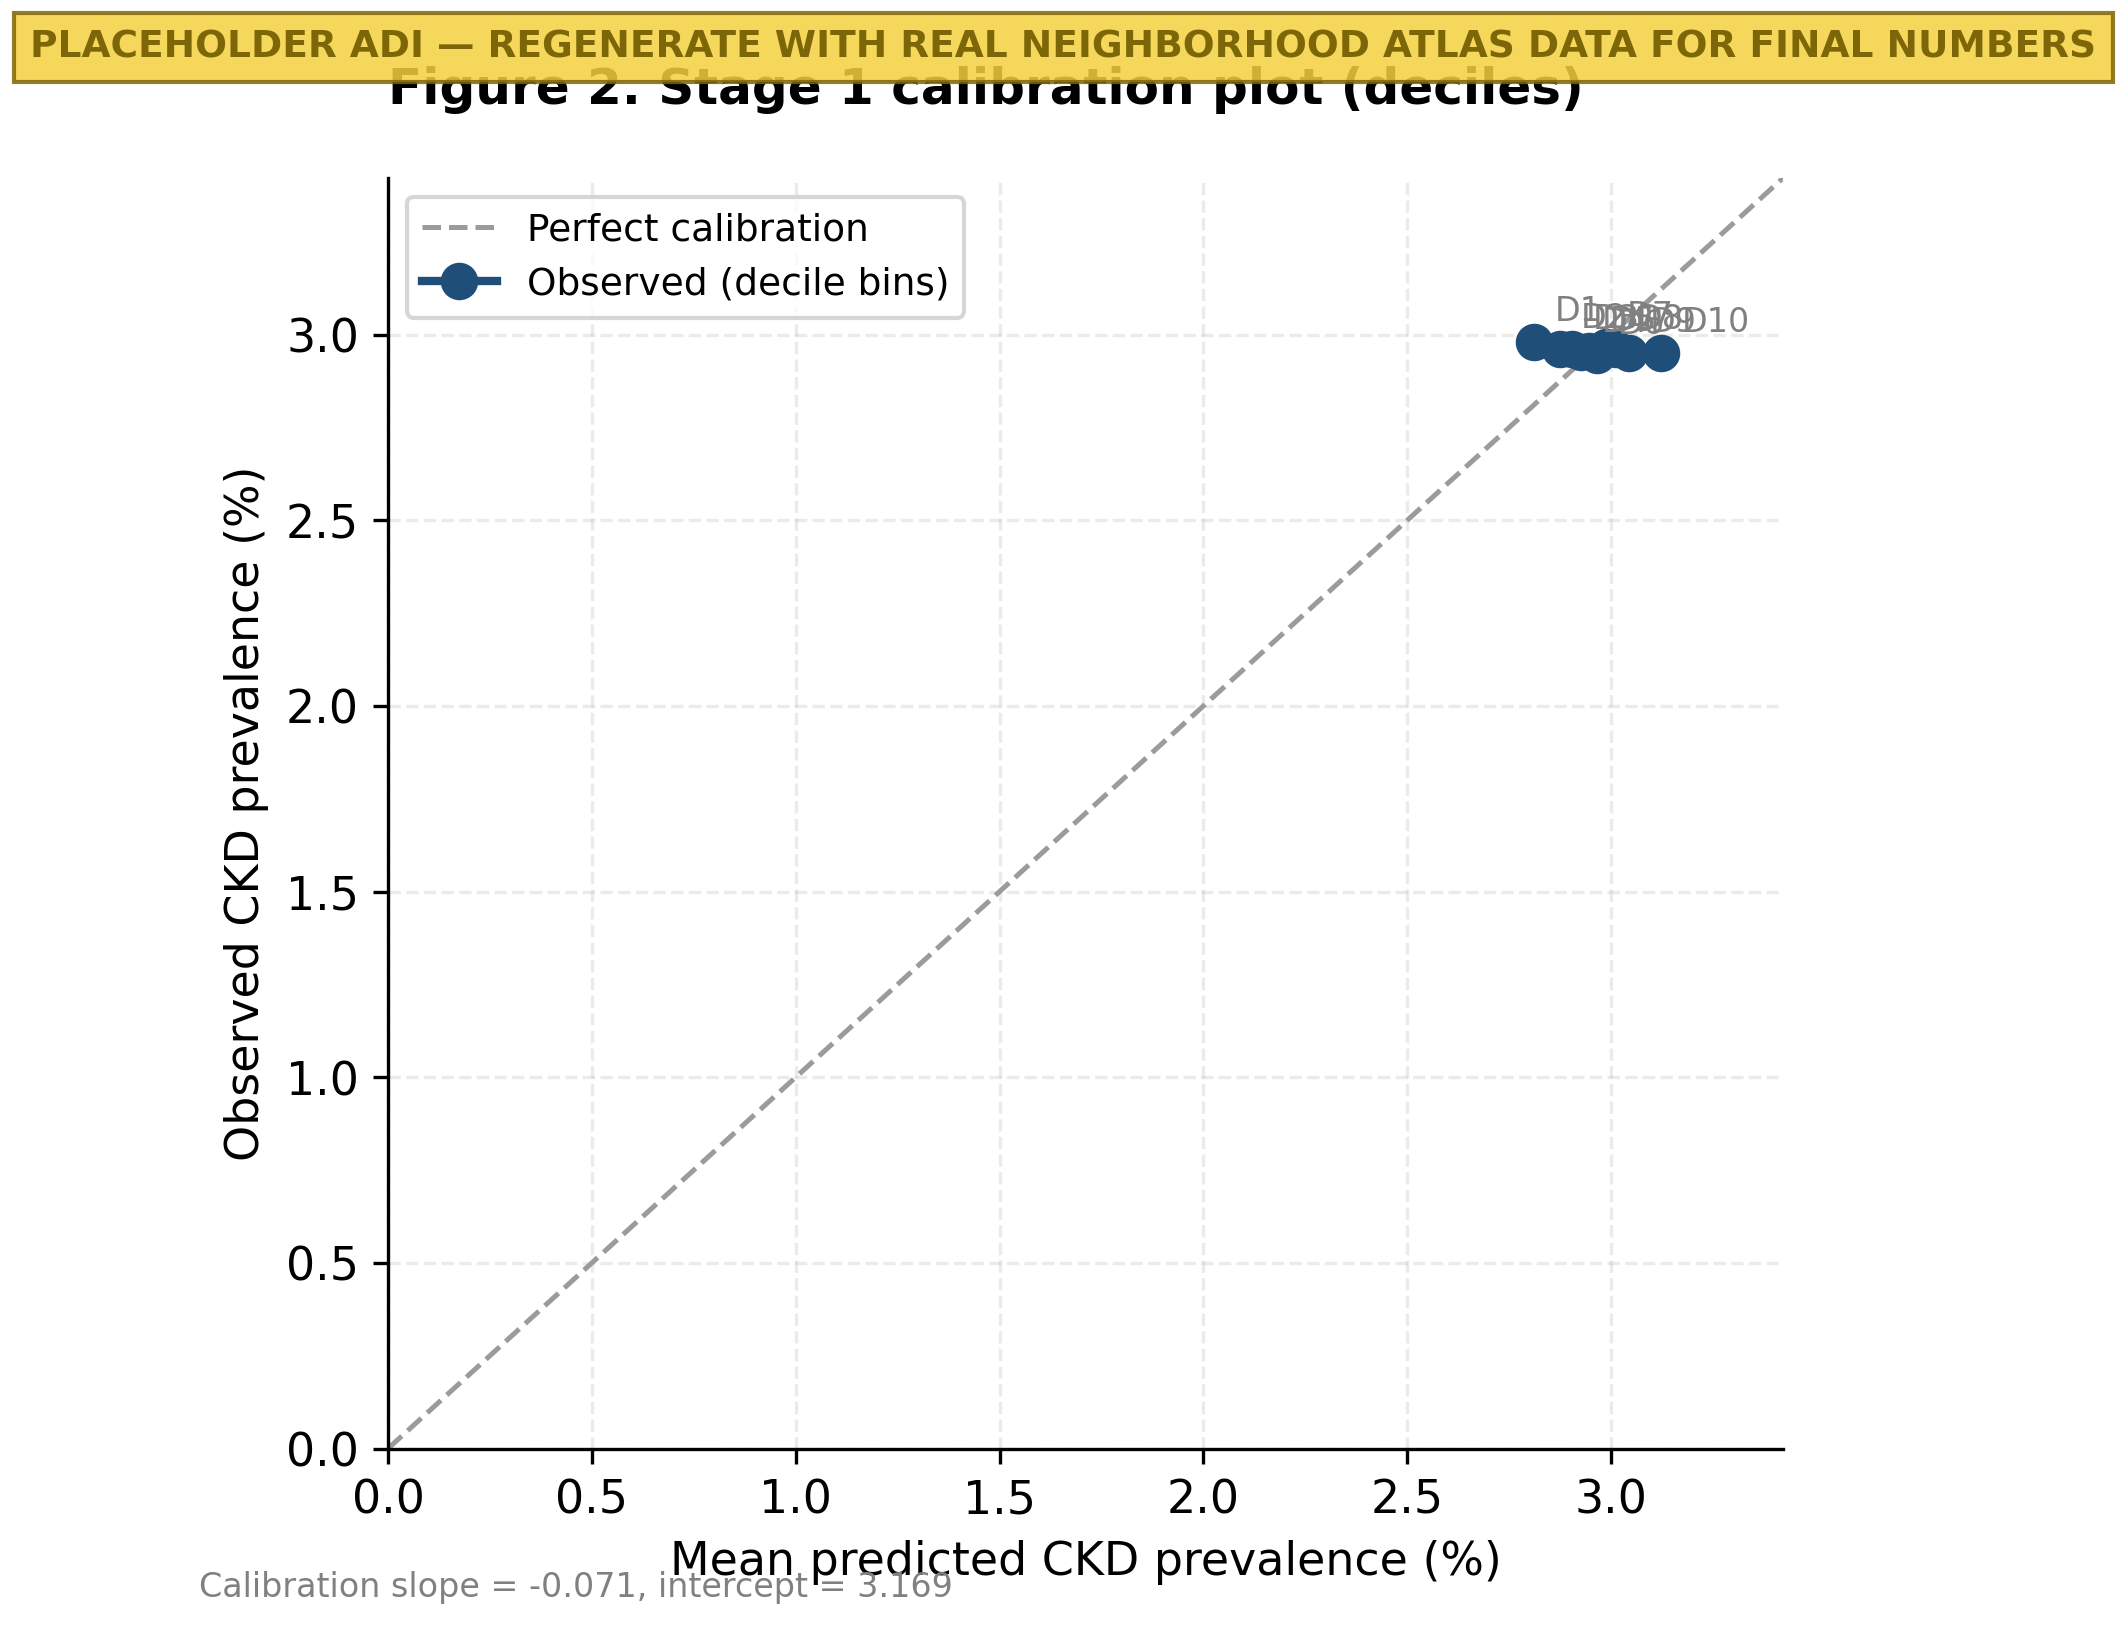 PLACEHOLDER ADI — REGENERATE WITH REAL NEIGHBORHOOD ATLAS DATA FOR FINAL NUMBERS
Figure 2. Stage 1 calibration plot (deciles)
Perfect calibration
Observed (decile bins)
D1
D7
D10
Observed CKD prevalence (%)
3.0
2.5
2.0
1.5
1.0
0.5
0.0
0.0 0.5 1.0 1.5 2.0 2.5 3.0
Mean predicted CKD prevalence (%)
Calibration slope = -0.071, intercept = 3.169